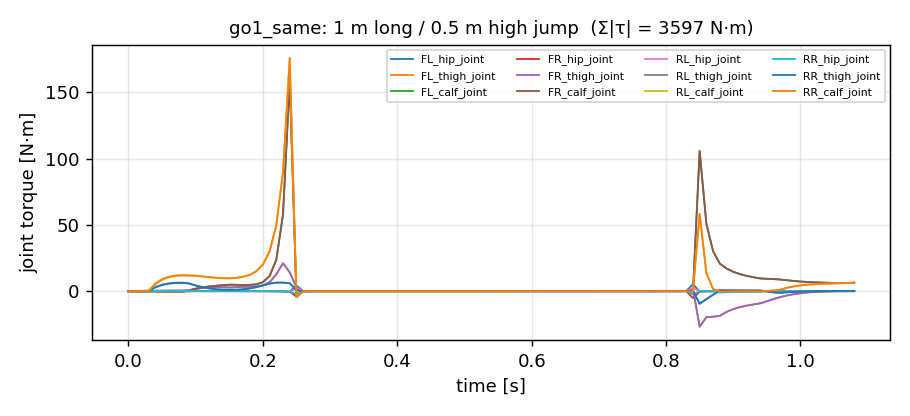 go1_same: 1 m long / 0.5 m high jump  (Σ|τ| = 3597 N·m)
joint torque [N·m]
150
100
50
0
FL_hip_joint
FL_thigh_joint
FL_calf_joint
FR_hip_joint
FR_thigh_joint
FR_calf_joint
RL_hip_joint
RL_thigh_joint
RL_calf_joint
RR_hip_joint
RR_thigh_joint
RR_calf_joint
0.0 0.2 0.4 0.6 0.8 1.0
time [s]